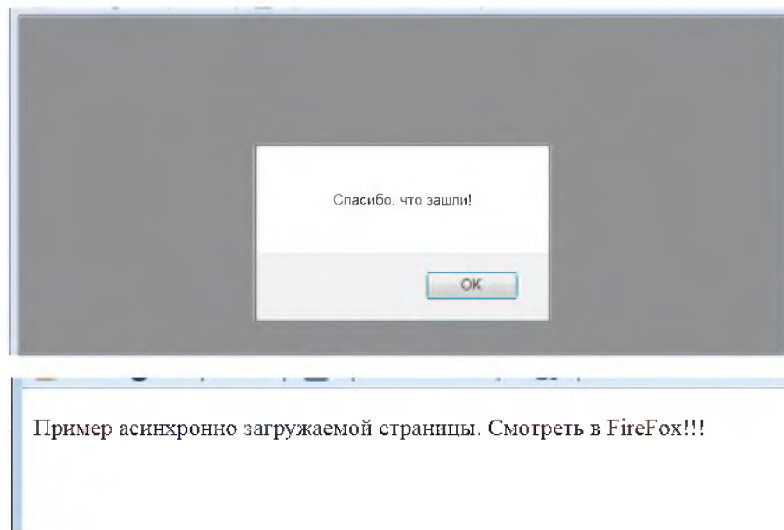 Спасибо, что зашли!
OK
Пример асинхронно загружаемой страницы. Смотреть в FireFox!!!